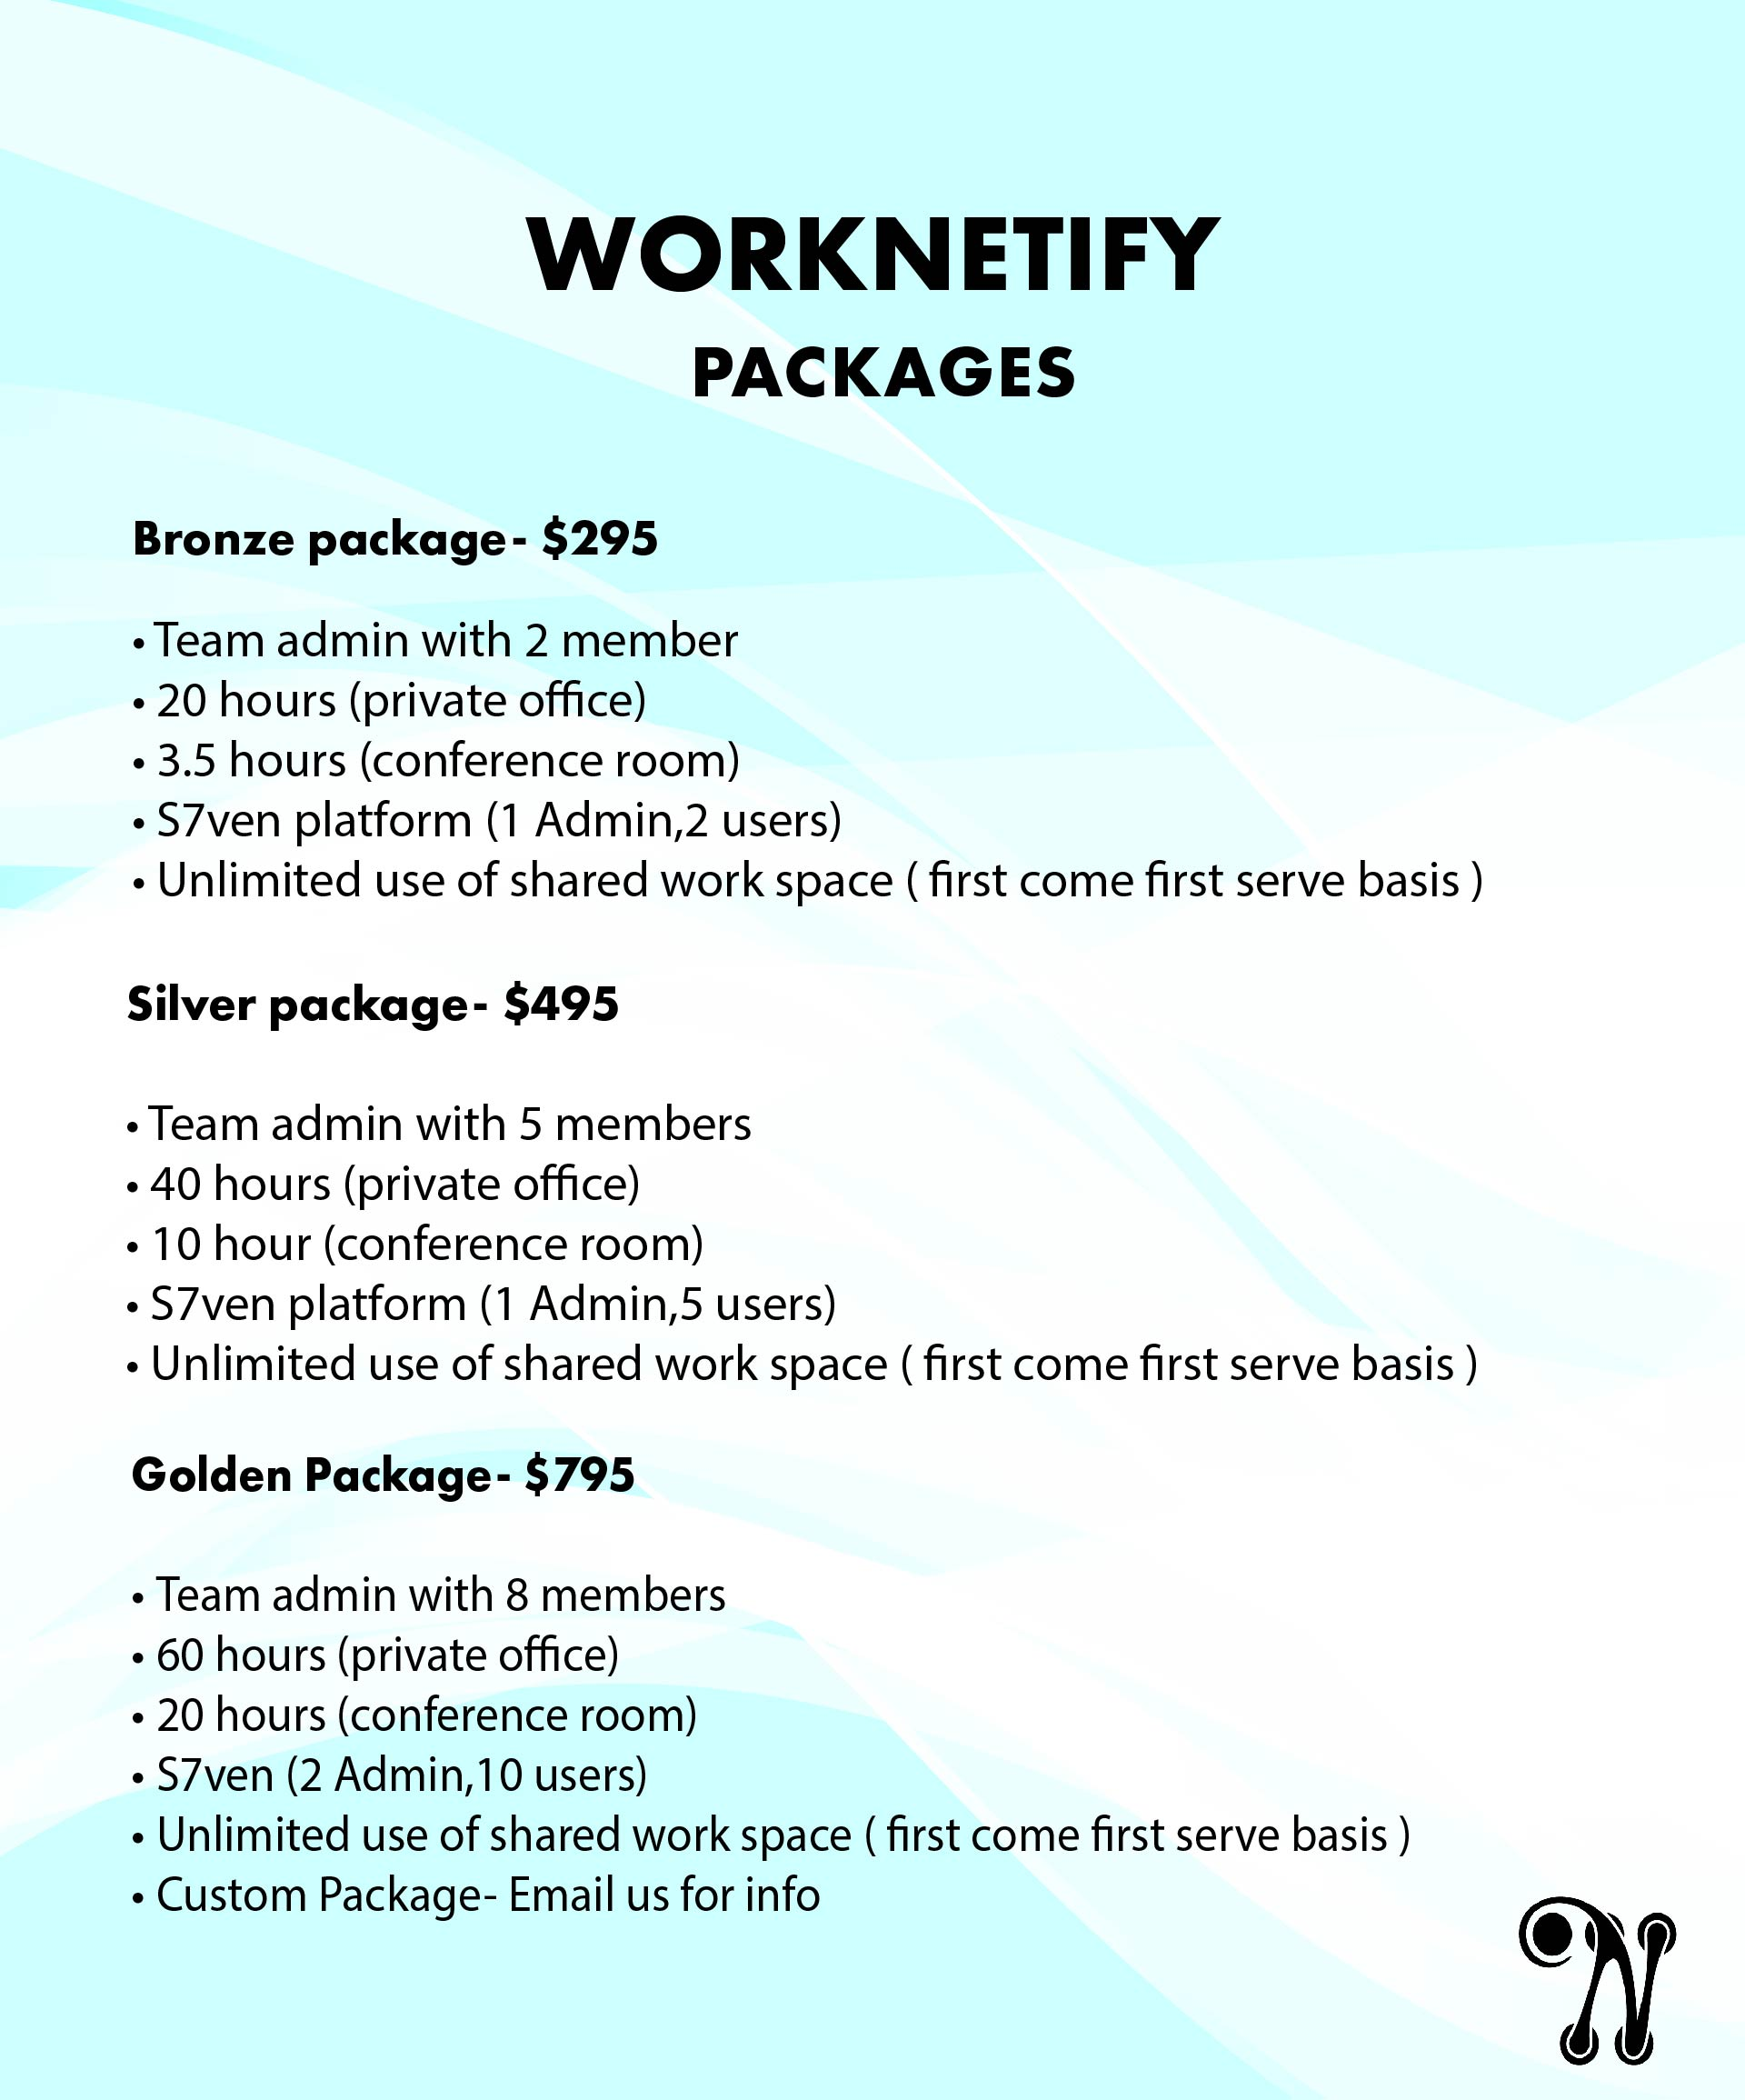 WORKNETIFY
PACKAGES
Bronze package- $295
• Team admin with 2 member
• 20 hours (private office)
• 3.5 hours (conference room)
• S7ven platform (1 Admin,2 users)
• Unlimited use of shared work space ( first come first serve basis )
Silver package- $495
• Team admin with 5 members
• 40 hours (private office)
• 10 hour (conference room)
• S7ven platform (1 Admin,5 users)
• Unlimited use of shared work space ( first come first serve basis )
Golden Package- $795
• Team admin with 8 members
• 60 hours (private office)
• 20 hours (conference room)
• S7ven (2 Admin,10 users)
• Unlimited use of shared work space ( first come first serve basis )
• Custom Package- Email us for info
N